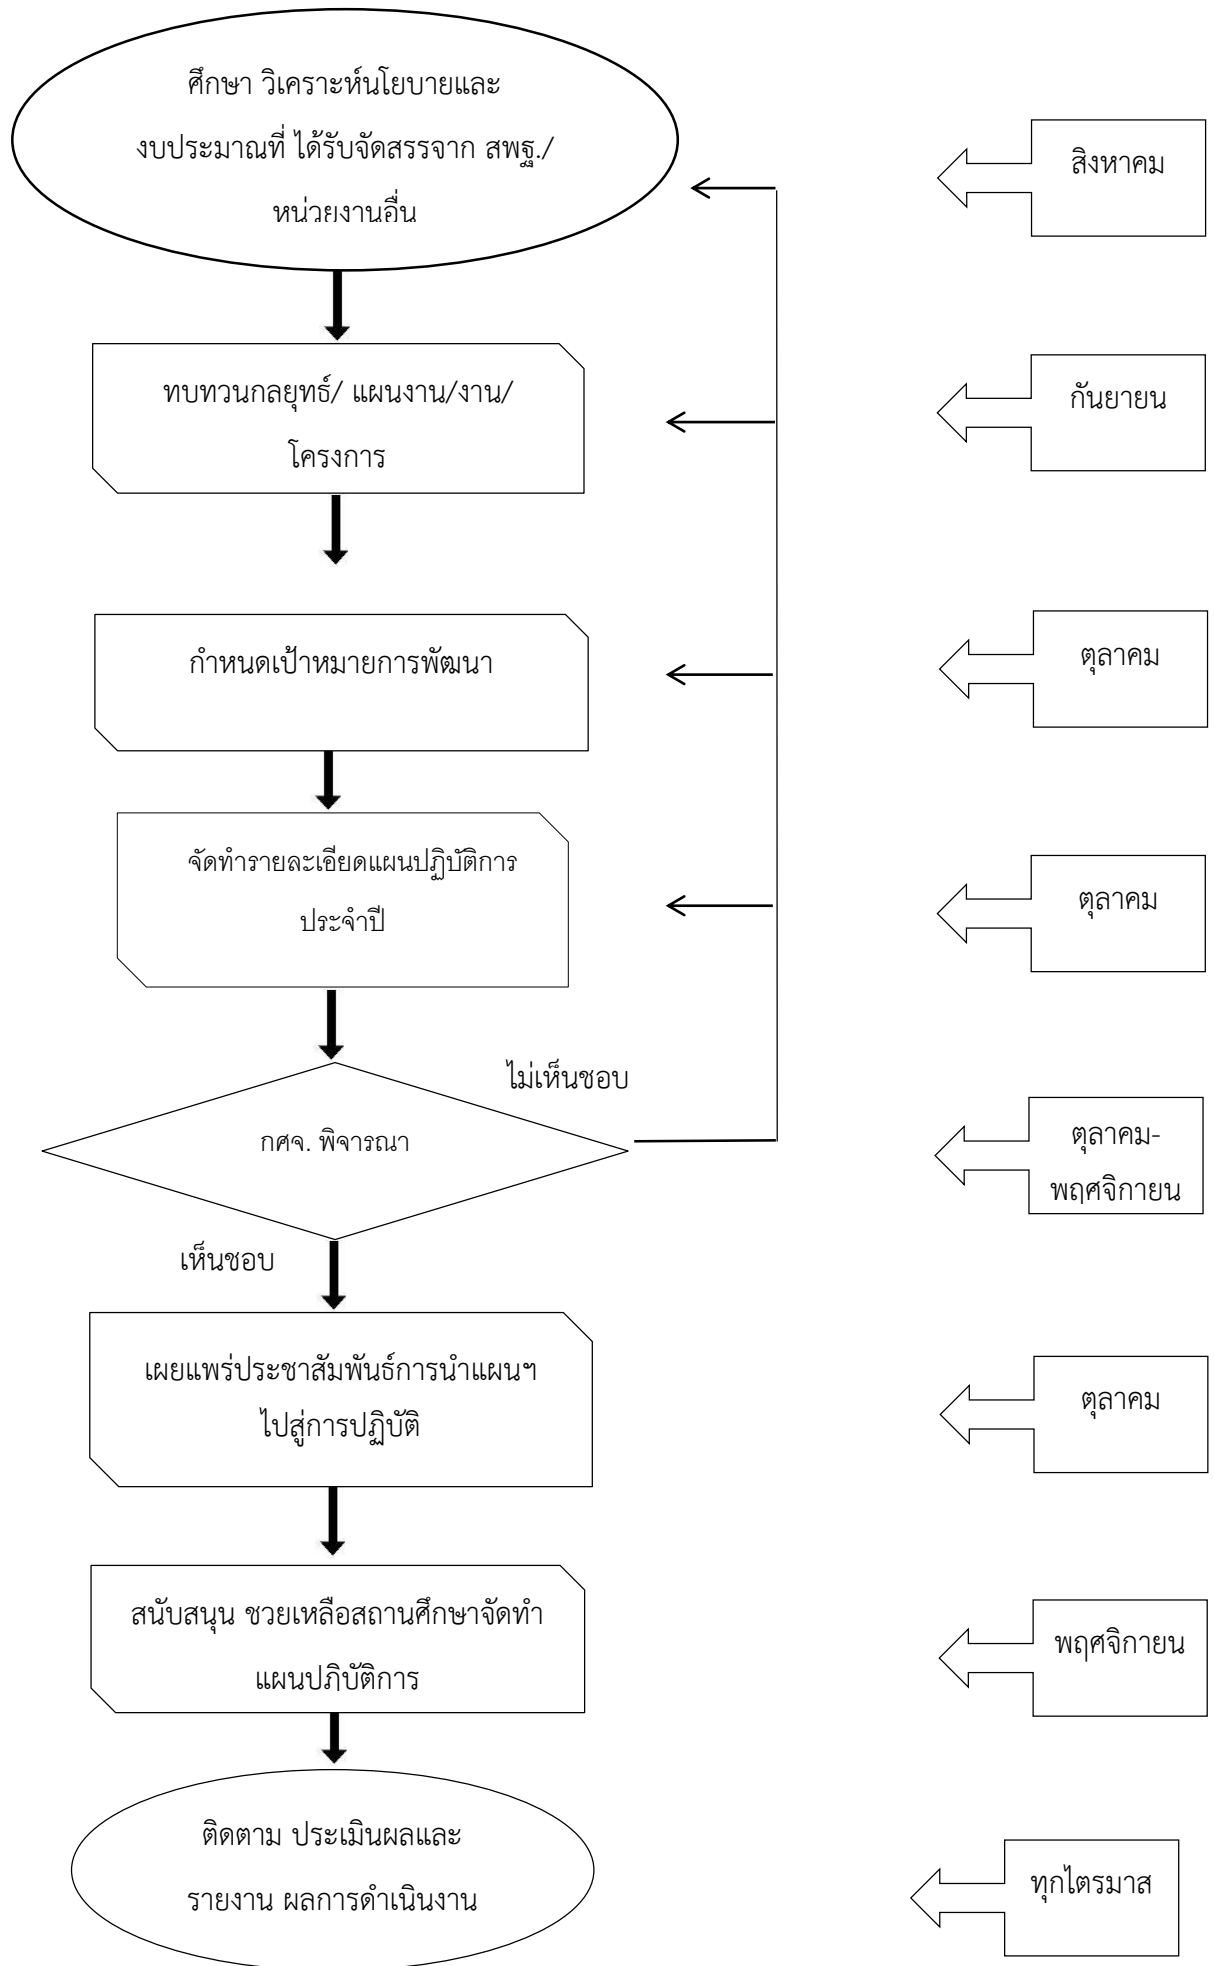 ศึกษา วิเคราะห์นโยบายและ
งบประมาณที่ ได้รับจัดสรรจาก สพฐ./
หน่วยงานอื่น
สิงหาคม
ทบทวนกลยุทธ์/ แผนงาน/งาน/
โครงการ
กันยายน
กำหนดเป้าหมายการพัฒนา
ตุลาคม
จัดทำรายละเอียดแผนปฏิบัติการ
ประจำปี
ตุลาคม
ไม่เห็นชอบ
กศจ. พิจารณา
ตุลาคม-
พฤศจิกายน
เห็นชอบ
เผยแพร่ประชาสัมพันธ์การนำแผนฯ
ไปสู่การปฏิบัติ
ตุลาคม
สนับสนุน ช่วยเหลือสถานศึกษาจัดทำ
แผนปฏิบัติการ
พฤศจิกายน
ติดตาม ประเมินผลและ
รายงาน ผลการดำเนินงาน
ทุกไตรมาส